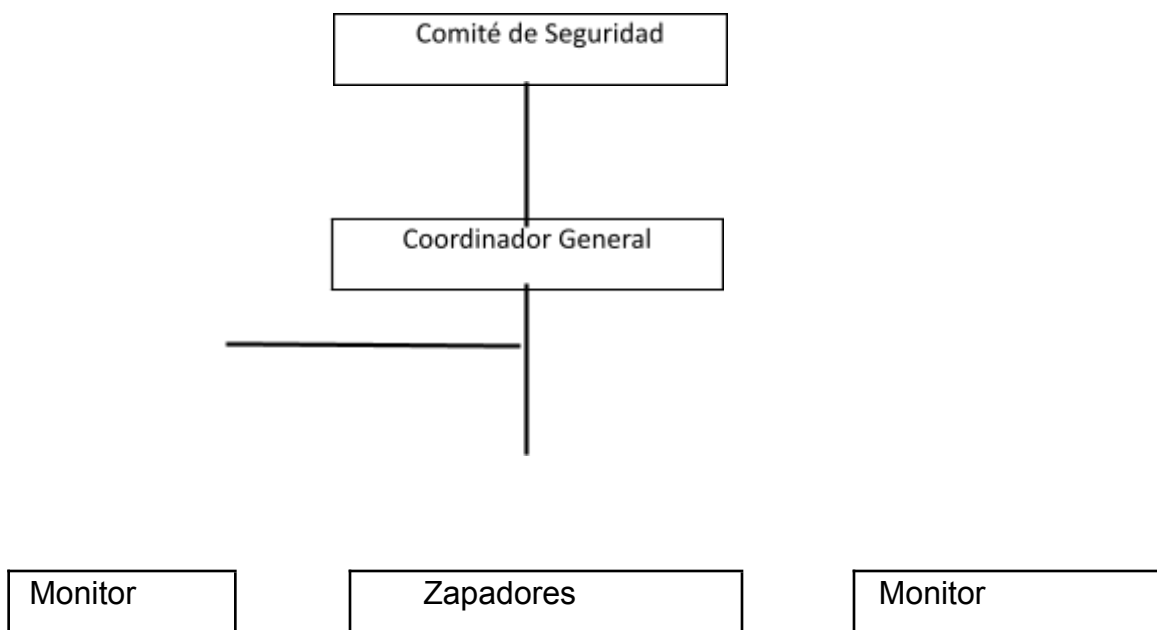 Comité de Seguridad
Coordinador General
Monitor
Zapadores
Monitor